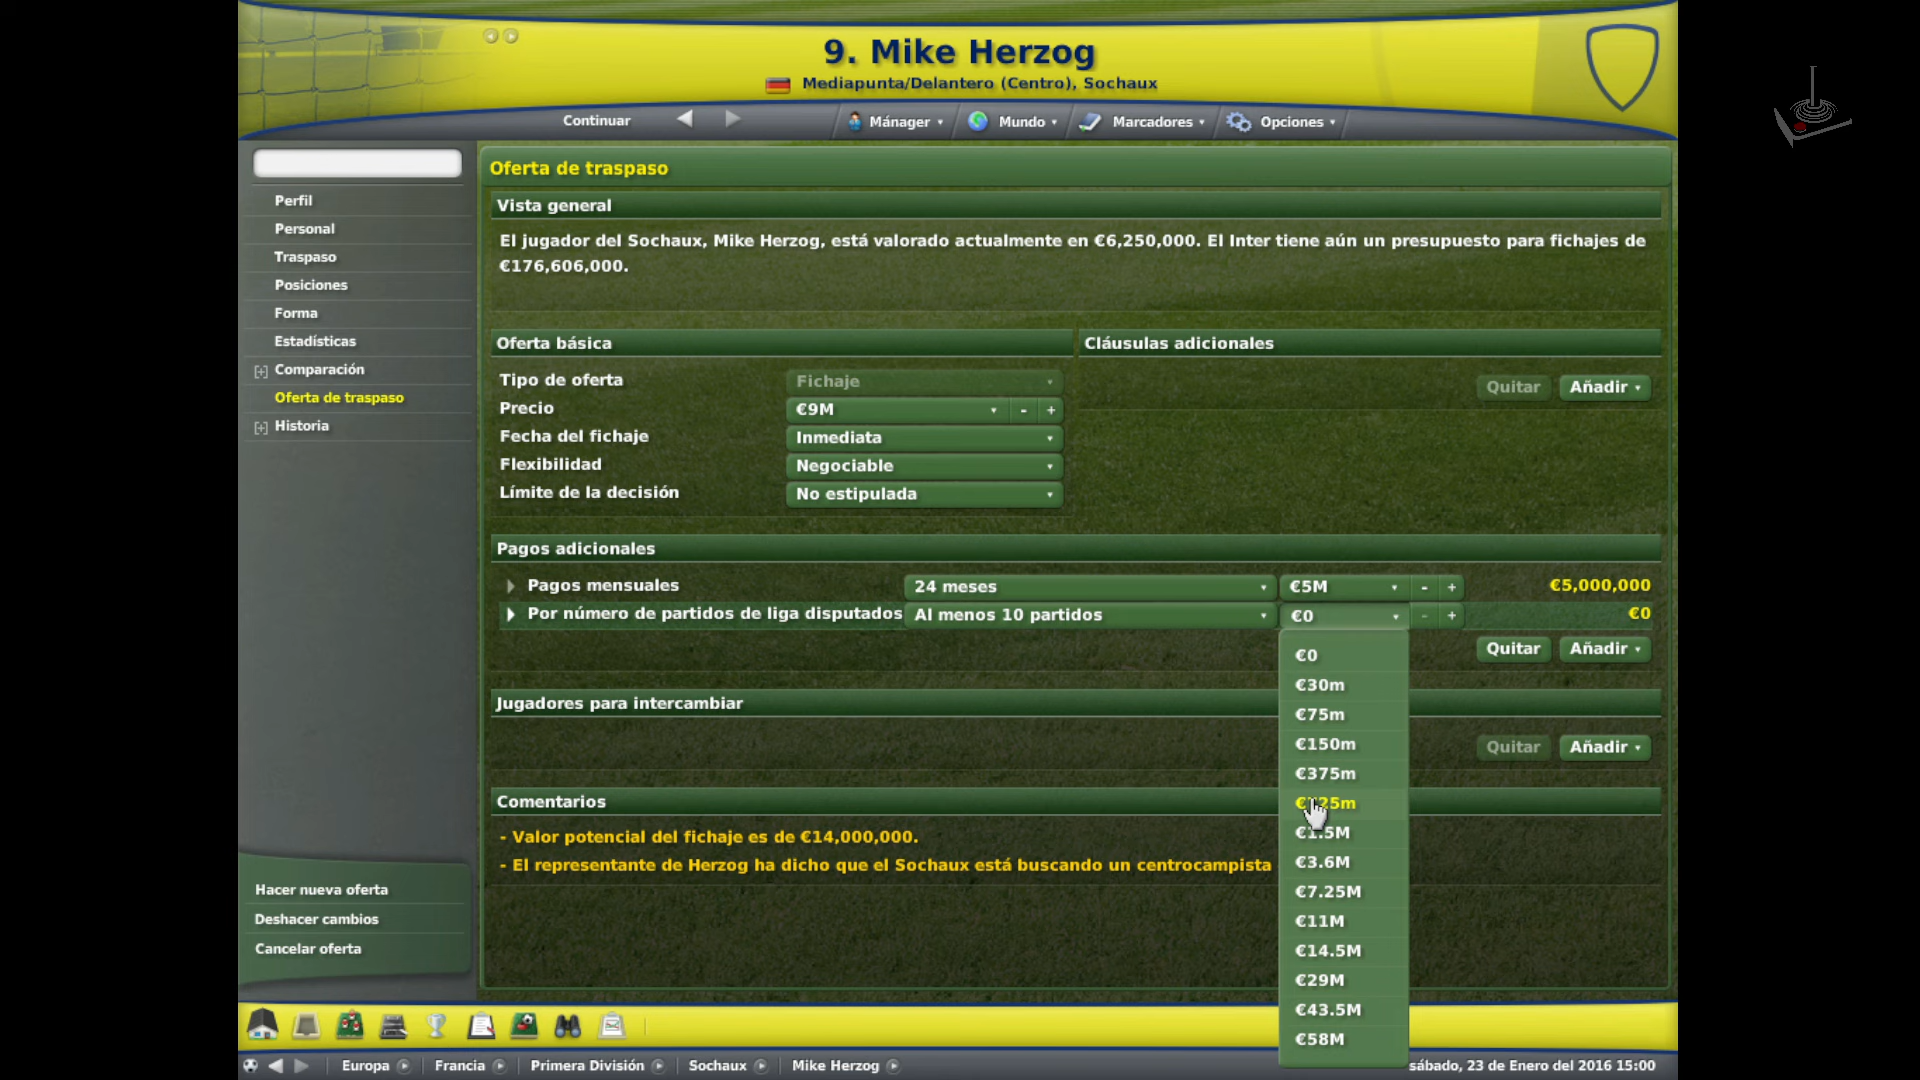 9. Mike Herzog
Mediapunta/Delantero (Centro), Sochaux
Continuar
Mánager
Mundo
Marcadores
Opciones
Perfil
Personal
Traspaso
Posiciones
Forma
Estadísticas
[+] Comparación
Oferta de traspaso
[+] Historia
Oferta de traspaso
Vista general
El jugador del Sochaux, Mike Herzog, está valorado actualmente en €6,250,000. El Inter tiene aún un presupuesto para fichajes de
€176,606,000.
Oferta básica
Tipo de oferta Fichaje
Precio €9M - +
Fecha del fichaje Inmediata
Flexibilidad Negociable
Límite de la decisión No estipulada
Cláusulas adicionales
Quitar Añadir
Pagos adicionales
Pagos mensuales 24 meses €5M - + €5,000,000
Por número de partidos de liga disputados Al menos 10 partidos €0 - + €0
Quitar Añadir
€0
€30m
€75m
€150m
€375m
€1.5M
€3.6M
€7.25M
€11M
€14.5M
€29M
€43.5M
€58M
Jugadores para intercambiar
Quitar Añadir
Comentarios
- Valor potencial del fichaje es de €14,000,000.
- El representante de Herzog ha dicho que el Sochaux está buscando un centrocampista
Hacer nueva oferta
Deshacer cambios
Cancelar oferta
Europa Francia Primera División Sochaux Mike Herzog
sábado, 23 de Enero del 2016 15:00